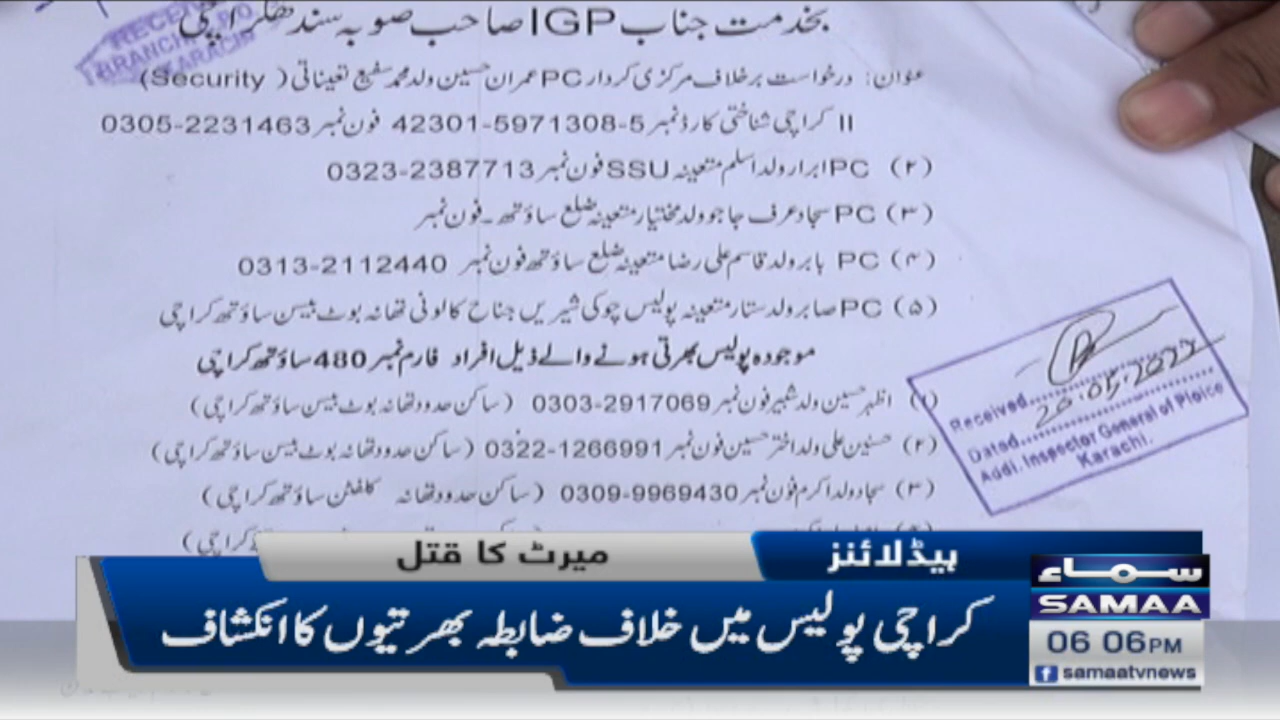 بخدمت جناب IGP صاحب صوبہ سندھ کراچی
RECEIVED
BRANCH
KARACHI
عنوان: درخواست برخلاف مرکزی کردار PC عمران حسین ولد محمد سفیع تعیناتی (Security)
II کراچی شناختی کارڈ نمبر 42301-5971308-5 فون نمبر 0305-2231463
(۲) PC ابرار ولد اسلم متعینہ SSU فون نمبر 0323-2387713
(۳) PC سجاد عرف جاجو ولد مختیار متعینہ ضلع ساؤتھ۔ فون نمبر
(۴) PC بابر ولد قاسم علی رضا متعینہ ضلع ساؤتھ فون نمبر 0313-2112440
(۵) PC صابر ولد ستار متعینہ پولیس چوکی شیریں جناح کالونی تھانہ بوٹ بیسن ساؤتھ کراچی
موجودہ پولیس بھرتی ہونے والے ذیل افراد فارم نمبر 480 ساؤتھ کراچی
(۱) اظہر حسین ولد شبیر فون نمبر 0303-2917069 (ساکن حدود تھانہ بوٹ بیسن ساؤتھ کراچی)
(۲) حسنین علی ولد اختر حسین فون نمبر 0322-1266991 (ساکن حدود تھانہ بوٹ بیسن ساؤتھ کراچی)
(۳) سجاد ولد اکرم فون نمبر 0309-9969430 (ساکن حدود تھانہ کلفٹن ساؤتھ کراچی)
Received
Dated 20.05.2022
Addl. Inspector General of Ploice
Karachi.
ہیڈلائنز
میرٹ کا قتل
کراچی پولیس میں خلاف ضابطہ بھرتیوں کا انکشاف
سماء
SAMAA
06 06PM
samaatvnews